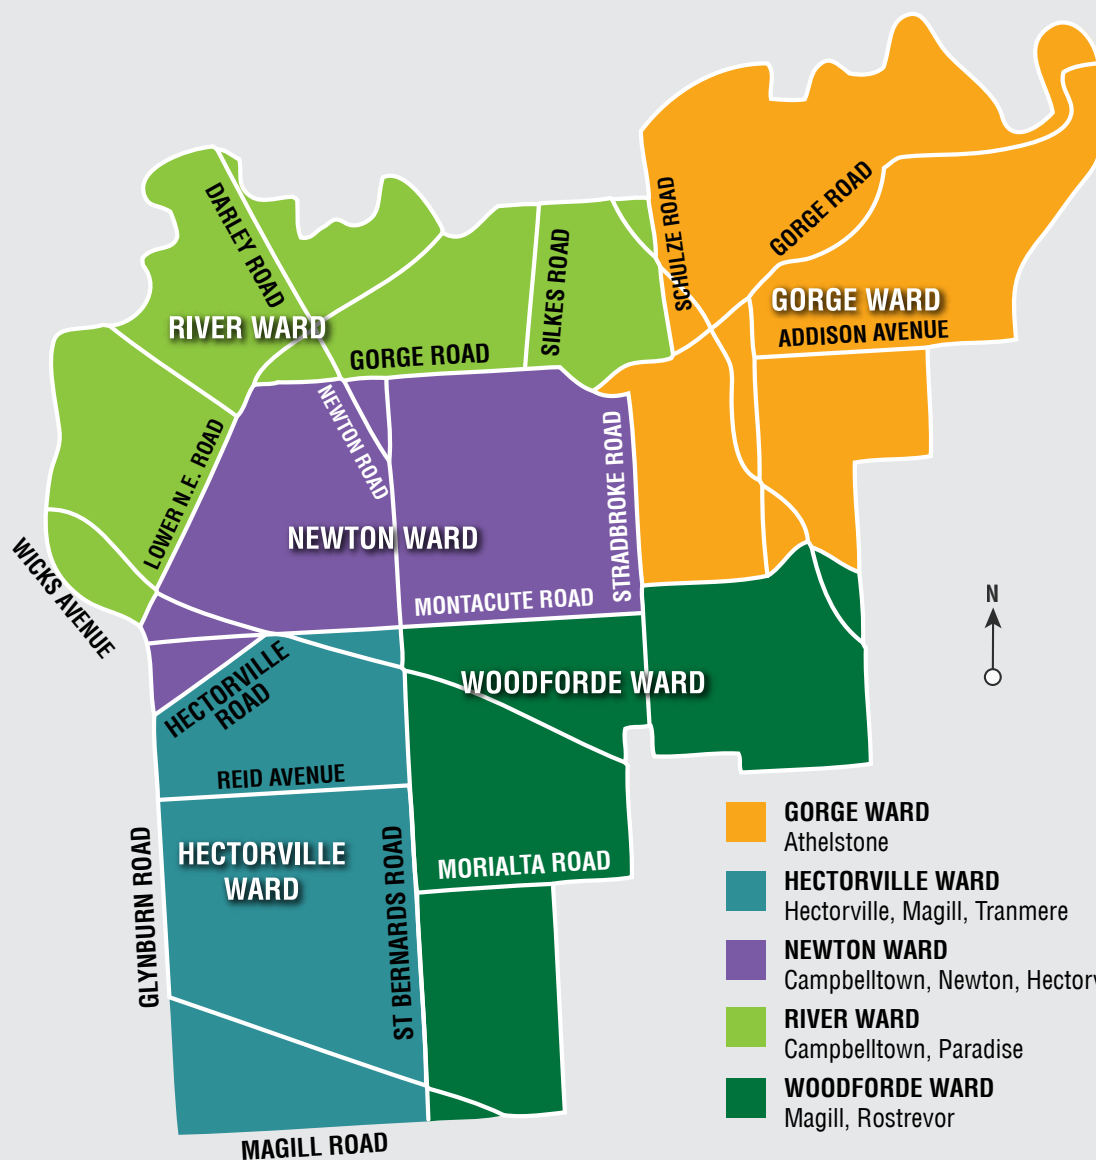 DARLEY ROAD
RIVER WARD
GORGE ROAD
SILKES ROAD
SCHULZE ROAD
GORGE ROAD
GORGE WARD
ADDISON AVENUE
NEWTON ROAD
LOWER N.E. ROAD
WICKS AVENUE
NEWTON WARD
STRADBROKE ROAD
MONTACUTE ROAD
N
HECTORVILLE
ROAD
WOODFORDE WARD
REID AVENUE
GLYNBURN ROAD
HECTORVILLE
WARD
ST BERNARDS ROAD
MORIALTA ROAD
MAGILL ROAD
GORGE WARD
Athelstone
HECTORVILLE WARD
Hectorville, Magill, Tranmere
NEWTON WARD
Campbelltown, Newton, Hectorv
RIVER WARD
Campbelltown, Paradise
WOODFORDE WARD
Magill, Rostrevor